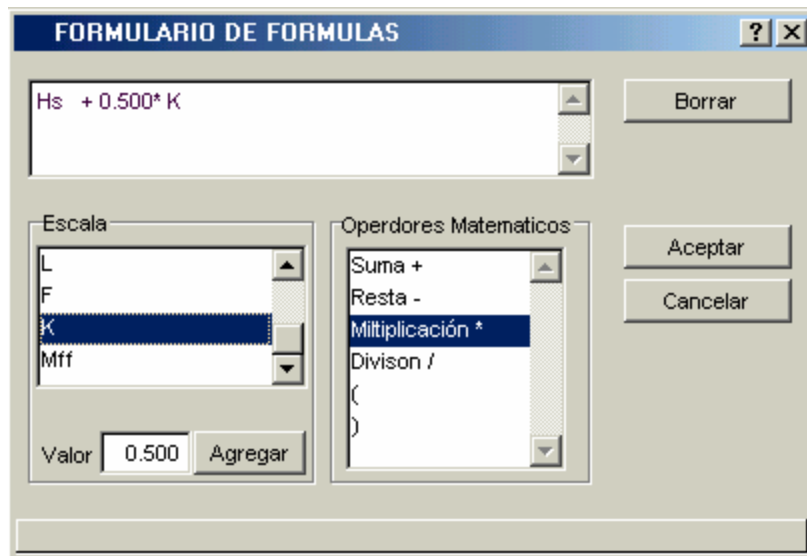 FORMULARIO DE FORMULAS
Hs + 0.500* K
Borrar
Escala
L
F
K
Mff
Valor 0.500 Agregar
Operdores Matematicos
Suma +
Resta -
Miltiplicación *
Divison /
(
)
Aceptar
Cancelar